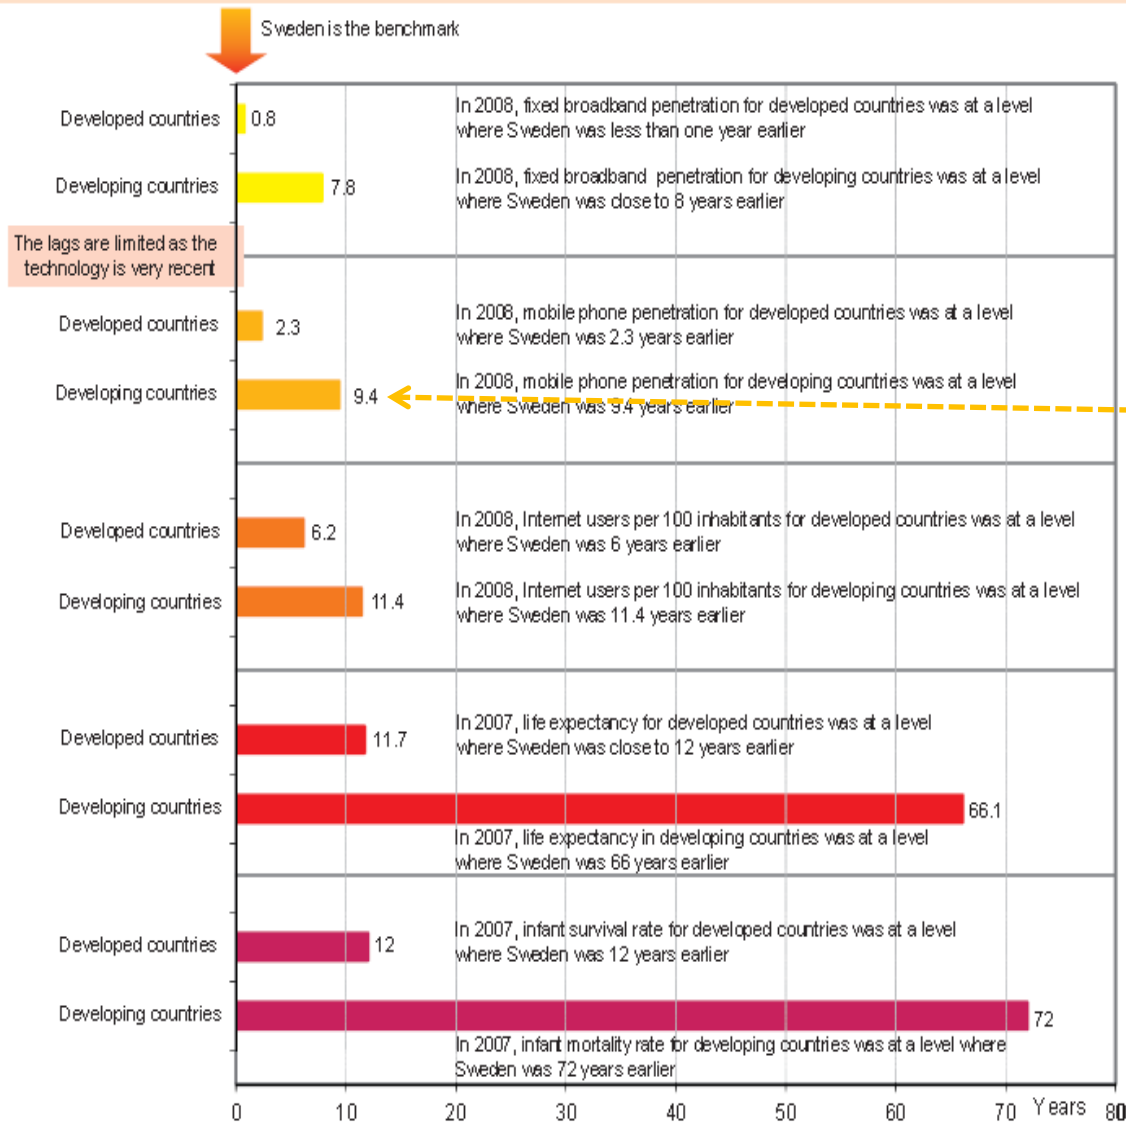 Sweden is the benchmark
Developed countries
0.8
In 2008, fixed broadband penetration for developed countries was at a level
where Sweden was less than one year earlier
Developing countries
7.8
In 2008, fixed broadband penetration for developing countries was at a level
where Sweden was close to 8 years earlier
The lags are limited as the
technology is very recent
Developed countries
2.3
In 2008, mobile phone penetration for developed countries was at a level
where Sweden was 2.3 years earlier
Developing countries
9.4
In 2008, mobile phone penetration for developing countries was at a level
where Sweden was 9.4 years earlier
Developed countries
6.2
In 2008, Internet users per 100 inhabitants for developed countries was at a level
where Sweden was 6 years earlier
Developing countries
11.4
In 2008, Internet users per 100 inhabitants for developing countries was at a level
where Sweden was 11.4 years earlier
Developed countries
11.7
In 2007, life expectancy for developed countries was at a level
where Sweden was close to 12 years earlier
Developing countries
66.1
In 2007, life expectancy in developing countries was at a level
where Sweden was 66 years earlier
Developed countries
12
In 2007, infant survival rate for developed countries was at a level
where Sweden was 12 years earlier
Developing countries
72
In 2007, infant mortality rate for developing countries was at a level where
Sweden was 72 years earlier
0 10 20 30 40 50 60 70 Years 80